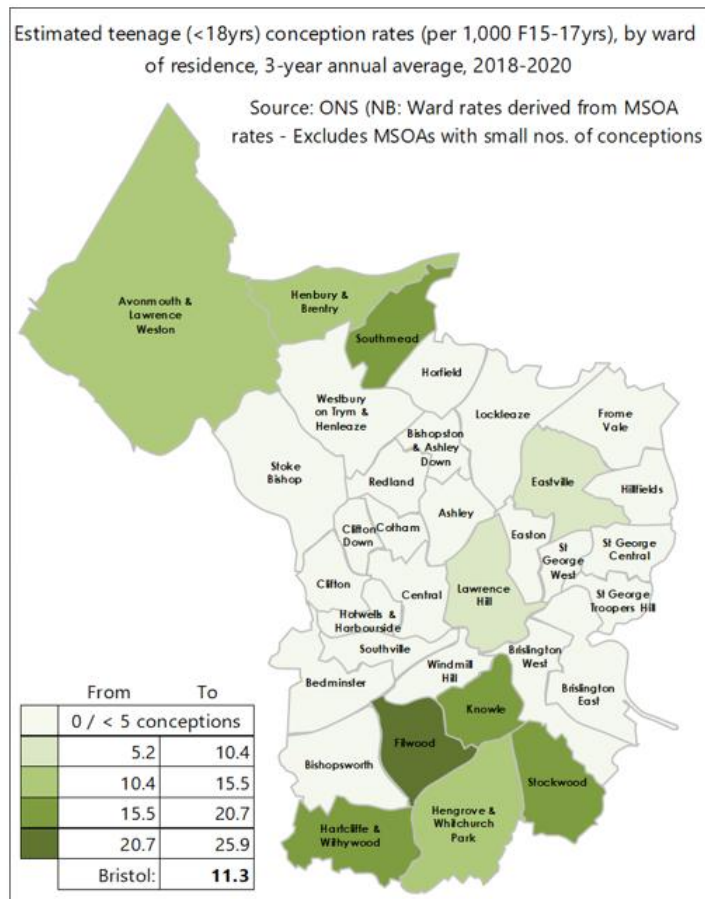 Estimated teenage (<18yrs) conception rates (per 1,000 F15-17yrs), by ward
of residence, 3-year annual average, 2018-2020
Source: ONS (NB: Ward rates derived from MSOA
rates - Excludes MSOAs with small nos. of conceptions
Avonmouth &
Lawrence
Weston
Henbury &
Brentry
Southmead
Horfield
Westbury
on Trym &
Henleaze
Lockleaze
Frome
Vale
Bishopston
& Ashley
Down
Stoke
Bishop
Redland
Eastville
Hillfields
Ashley
Clifton
Down
Cotham
Easton
St
George
West
St George
Central
Clifton
Central
Lawrence
Hill
St George
Troopers Hill
Hotwells &
Harbourside
Southville
Windmill
Hill
Brislington
West
Bedminster
Brislington
East
Knowle
Filwood
Bishopsworth
Stockwood
Hengrove &
Whitchurch
Park
Hartcliffe &
Withywood
From To
0 / < 5 conceptions
5.2 10.4
10.4 15.5
15.5 20.7
20.7 25.9
Bristol: 11.3